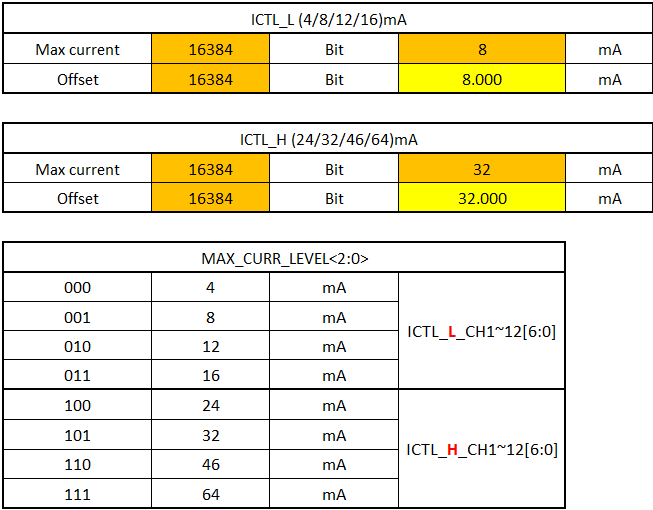 ICTL_L (4/8/12/16)mA
Max current 16384 Bit 8 mA
Offset 16384 Bit 8.000 mA
ICTL_H (24/32/46/64)mA
Max current 16384 Bit 32 mA
Offset 16384 Bit 32.000 mA
MAX_CURR_LEVEL<2:0>
000 4 mA
001 8 mA
ICTL_L_CH1~12[6:0]
010 12 mA
011 16 mA
100 24 mA
101 32 mA
ICTL_H_CH1~12[6:0]
110 46 mA
111 64 mA